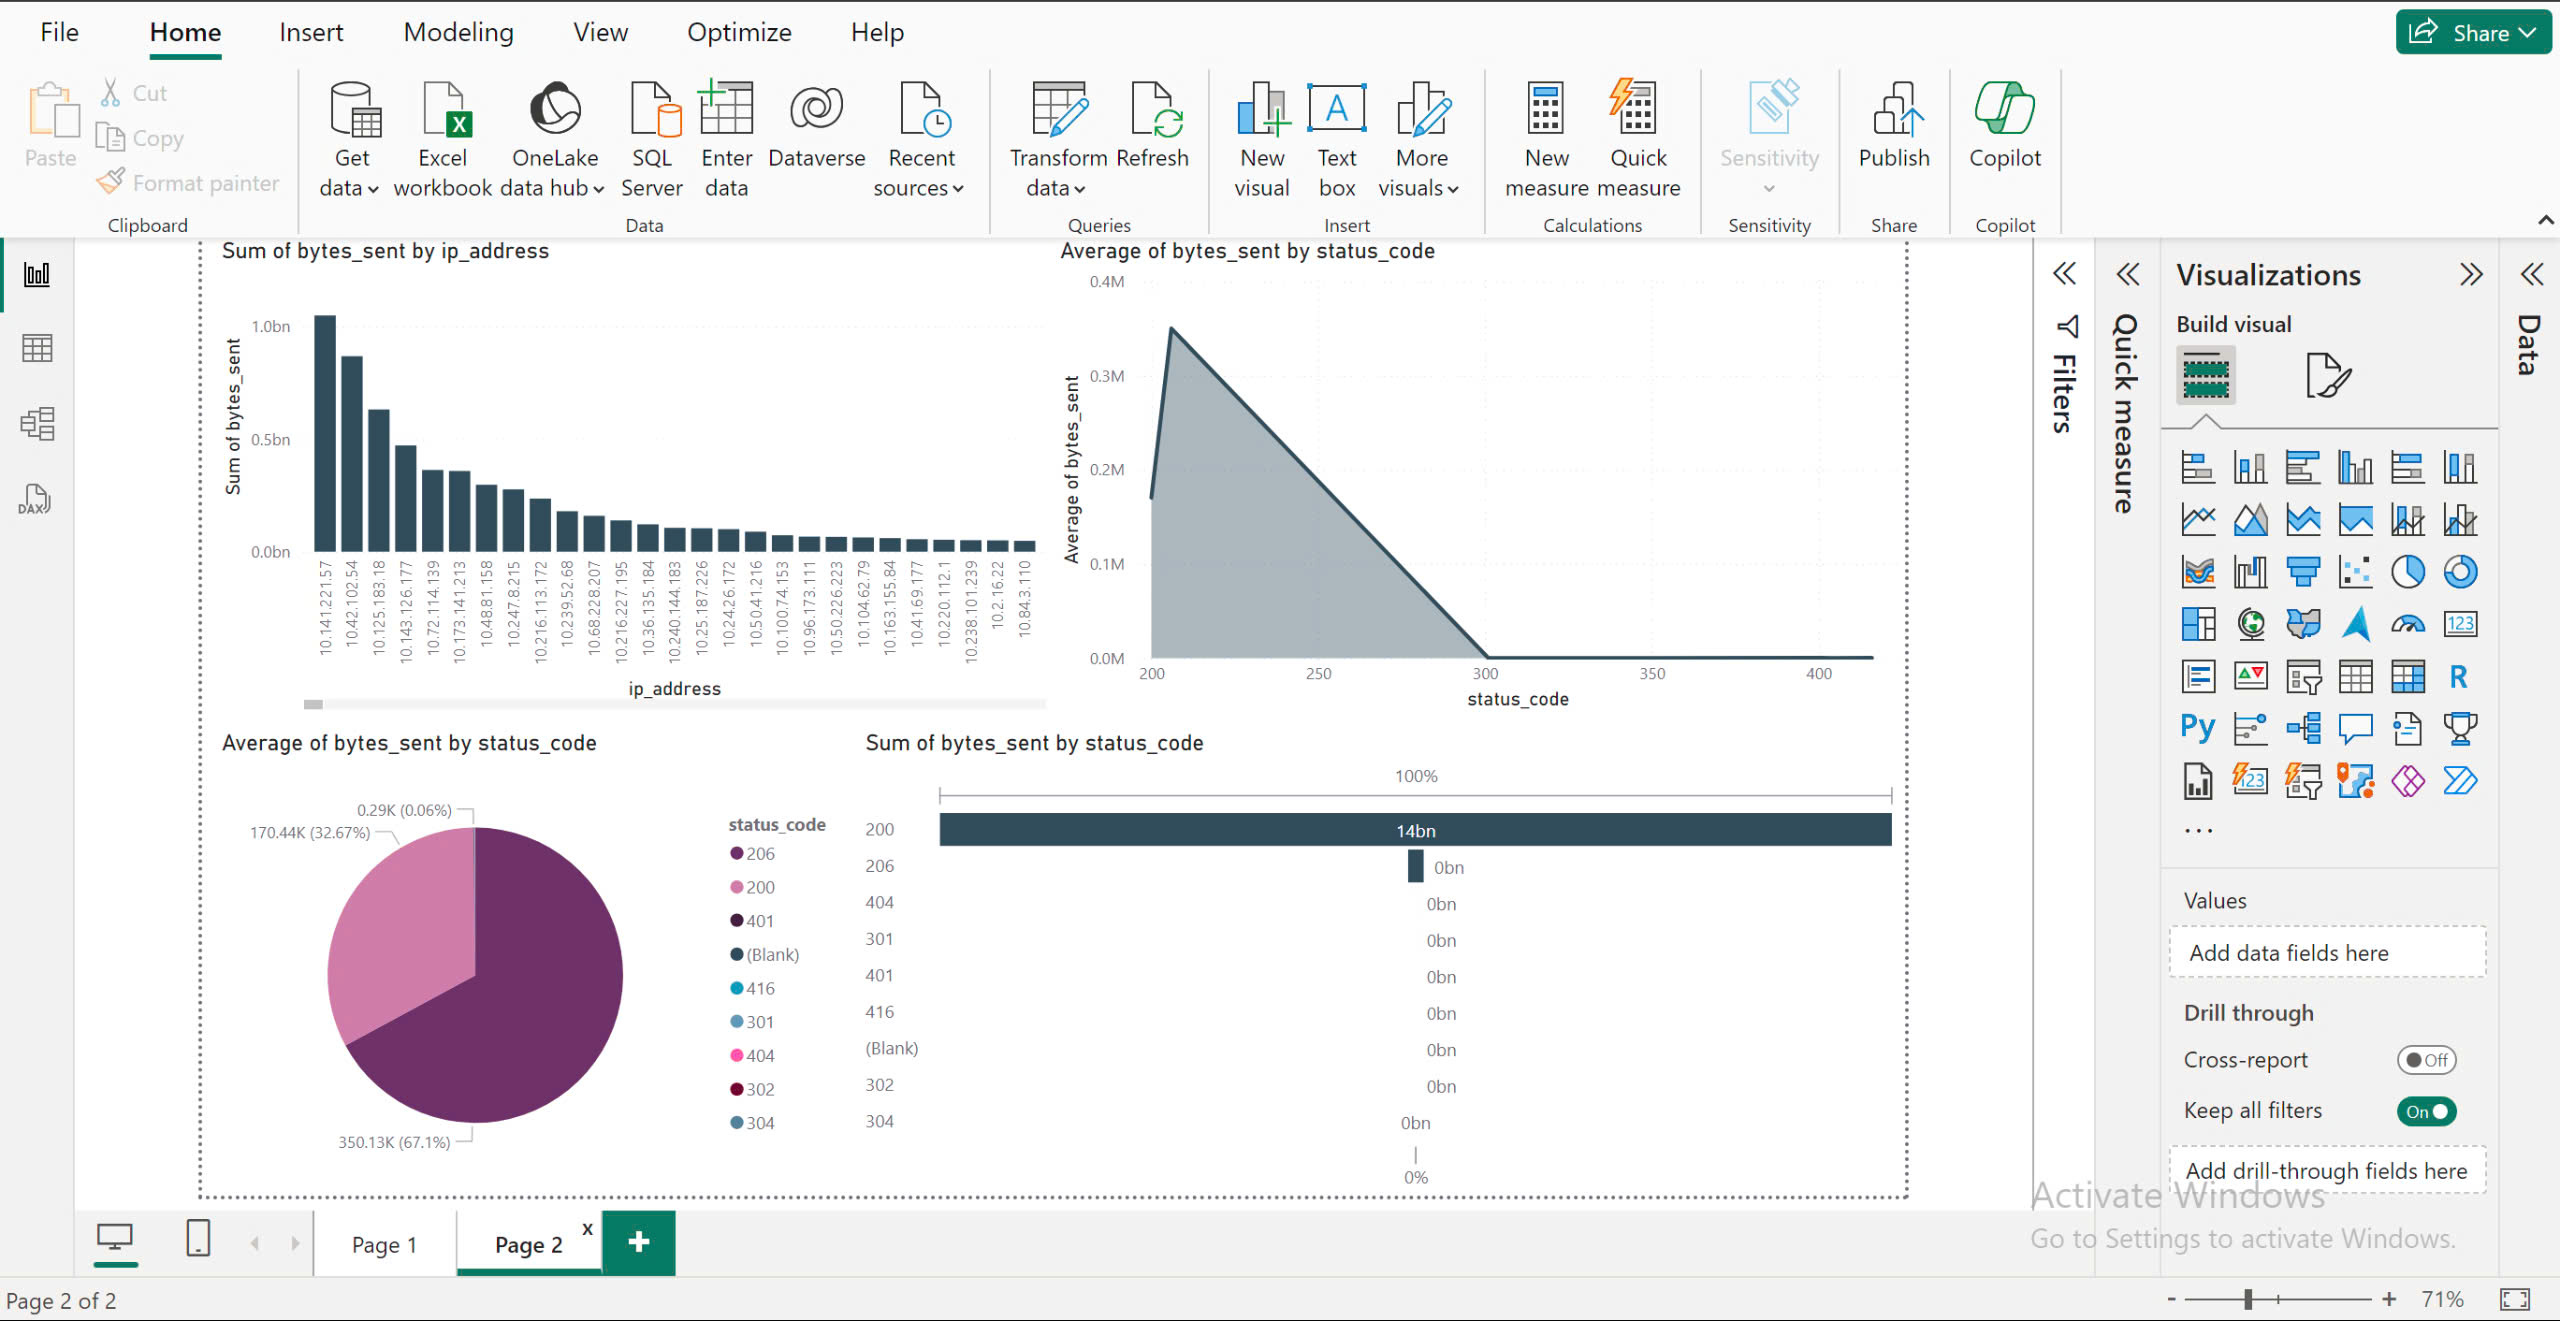 File
Home
Insert
Modeling
View
Optimize
Help
Share
Paste
Cut
Copy
Format painter
Clipboard
Get data
Excel workbook
OneLake data hub
SQL Server
Enter data
Dataverse
Recent sources
Data
Transform data
Refresh
Queries
New visual
Text box
More visuals
Insert
New measure
Quick measure
Calculations
Sensitivity
Sensitivity
Publish
Share
Copilot
Copilot
DAX
Sum of bytes_sent by ip_address
Sum of bytes_sent
1.0bn
0.5bn
0.0bn
10.141.221.57
10.42.102.54
10.125.183.18
10.143.126.177
10.72.114.139
10.173.141.213
10.48.81.158
10.247.8.215
10.216.113.172
10.239.52.68
10.68.228.207
10.216.227.195
10.36.135.184
10.240.144.183
10.25.187.226
10.24.26.172
10.50.41.216
10.100.74.153
10.96.173.111
10.50.226.223
10.104.62.79
10.163.155.84
10.41.69.177
10.220.112.1
10.238.101.239
10.2.16.22
10.84.3.110
ip_address
Average of bytes_sent by status_code
Average of bytes_sent
0.4M
0.3M
0.2M
0.1M
0.0M
200
250
300
350
400
status_code
Average of bytes_sent by status_code
0.29K (0.06%)
170.44K (32.67%)
350.13K (67.1%)
status_code
206
200
401
(Blank)
416
301
404
302
304
Sum of bytes_sent by status_code
100%
200
14bn
206
0bn
404
0bn
301
0bn
401
0bn
416
0bn
(Blank)
0bn
302
0bn
304
0bn
0%
Filters
Quick measure
Visualizations
Build visual
123
R
Py
123
...
Values
Add data fields here
Drill through
Cross-report
Off
Keep all filters
On
Add drill-through fields here
Data
Activate Windows
Go to Settings to activate Windows.
Page 1
Page 2
x
+
Page 2 of 2
-
+
71%